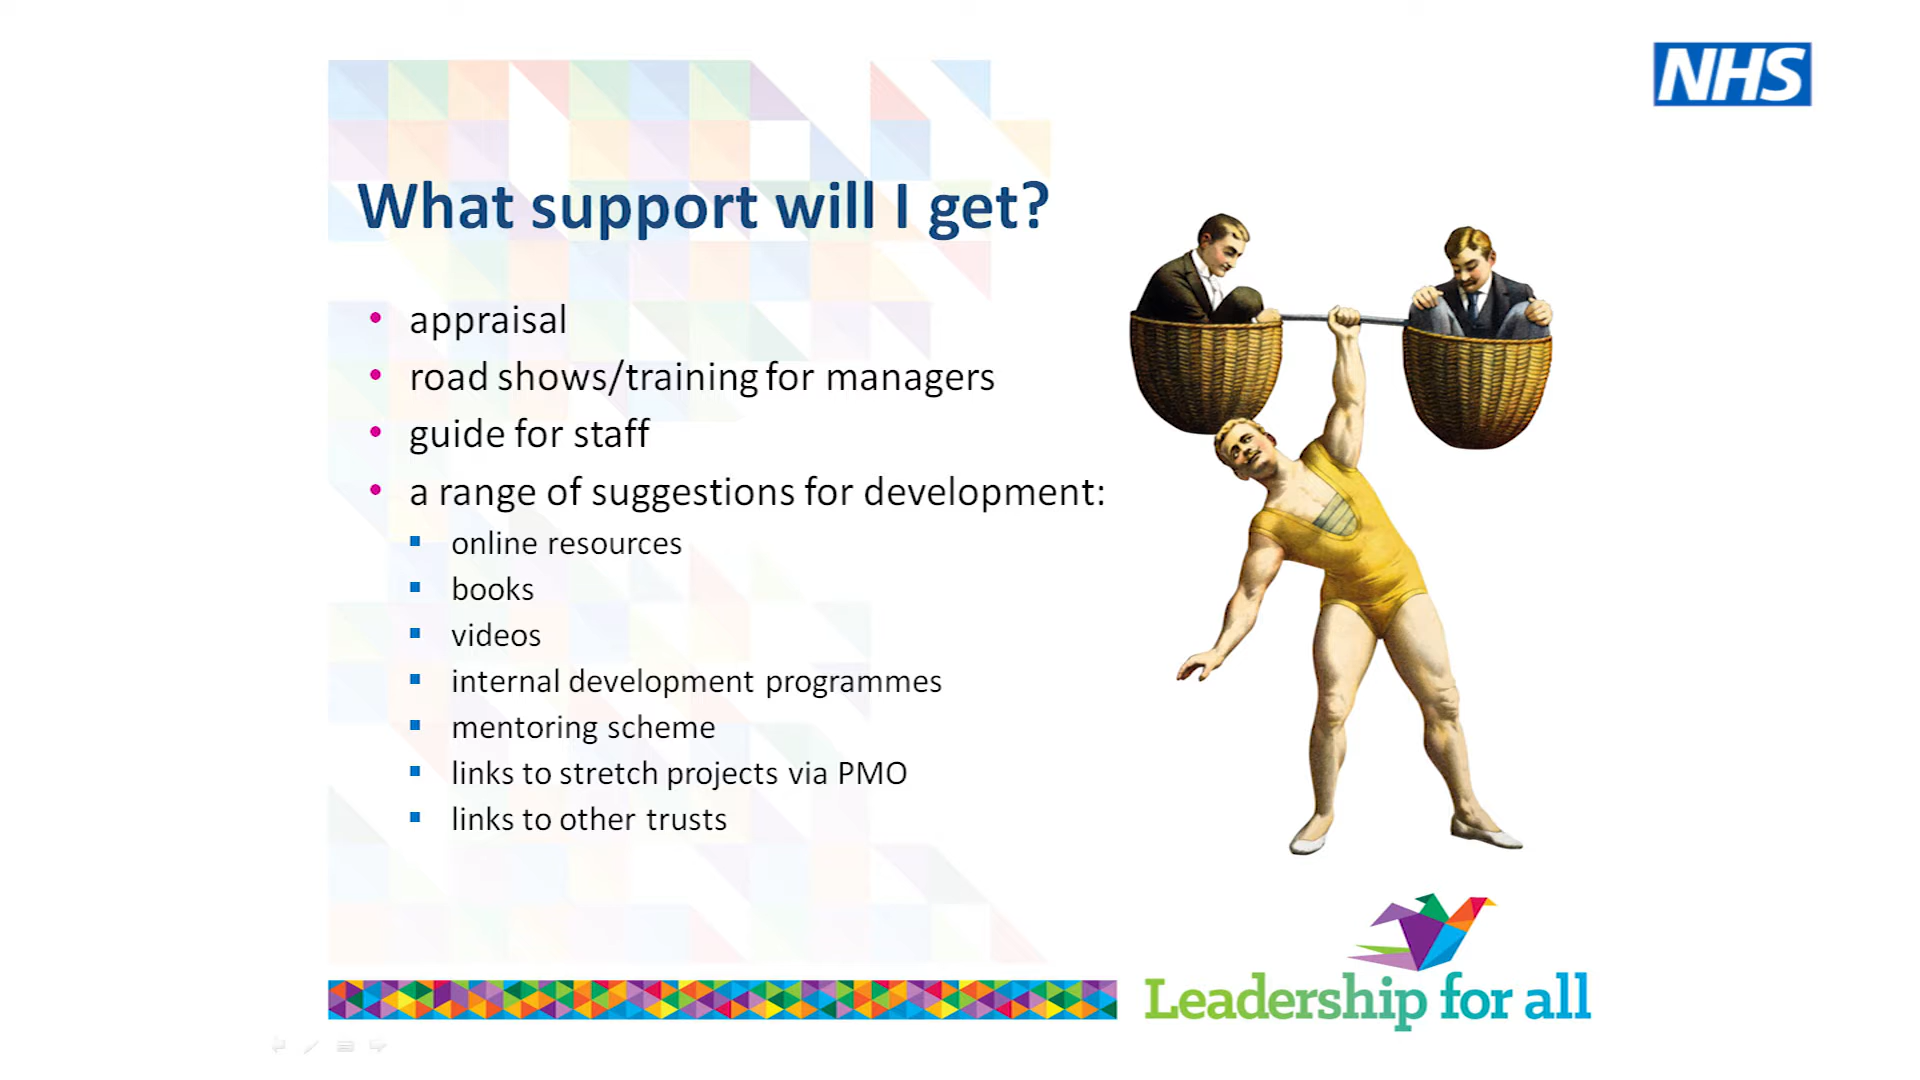 NHS
What support will I get?
• appraisal
• road shows/training for managers
• guide for staff
• a range of suggestions for development:
▪ online resources
▪ books
▪ videos
▪ internal development programmes
▪ mentoring scheme
▪ links to stretch projects via PMO
▪ links to other trusts
Leadership for all